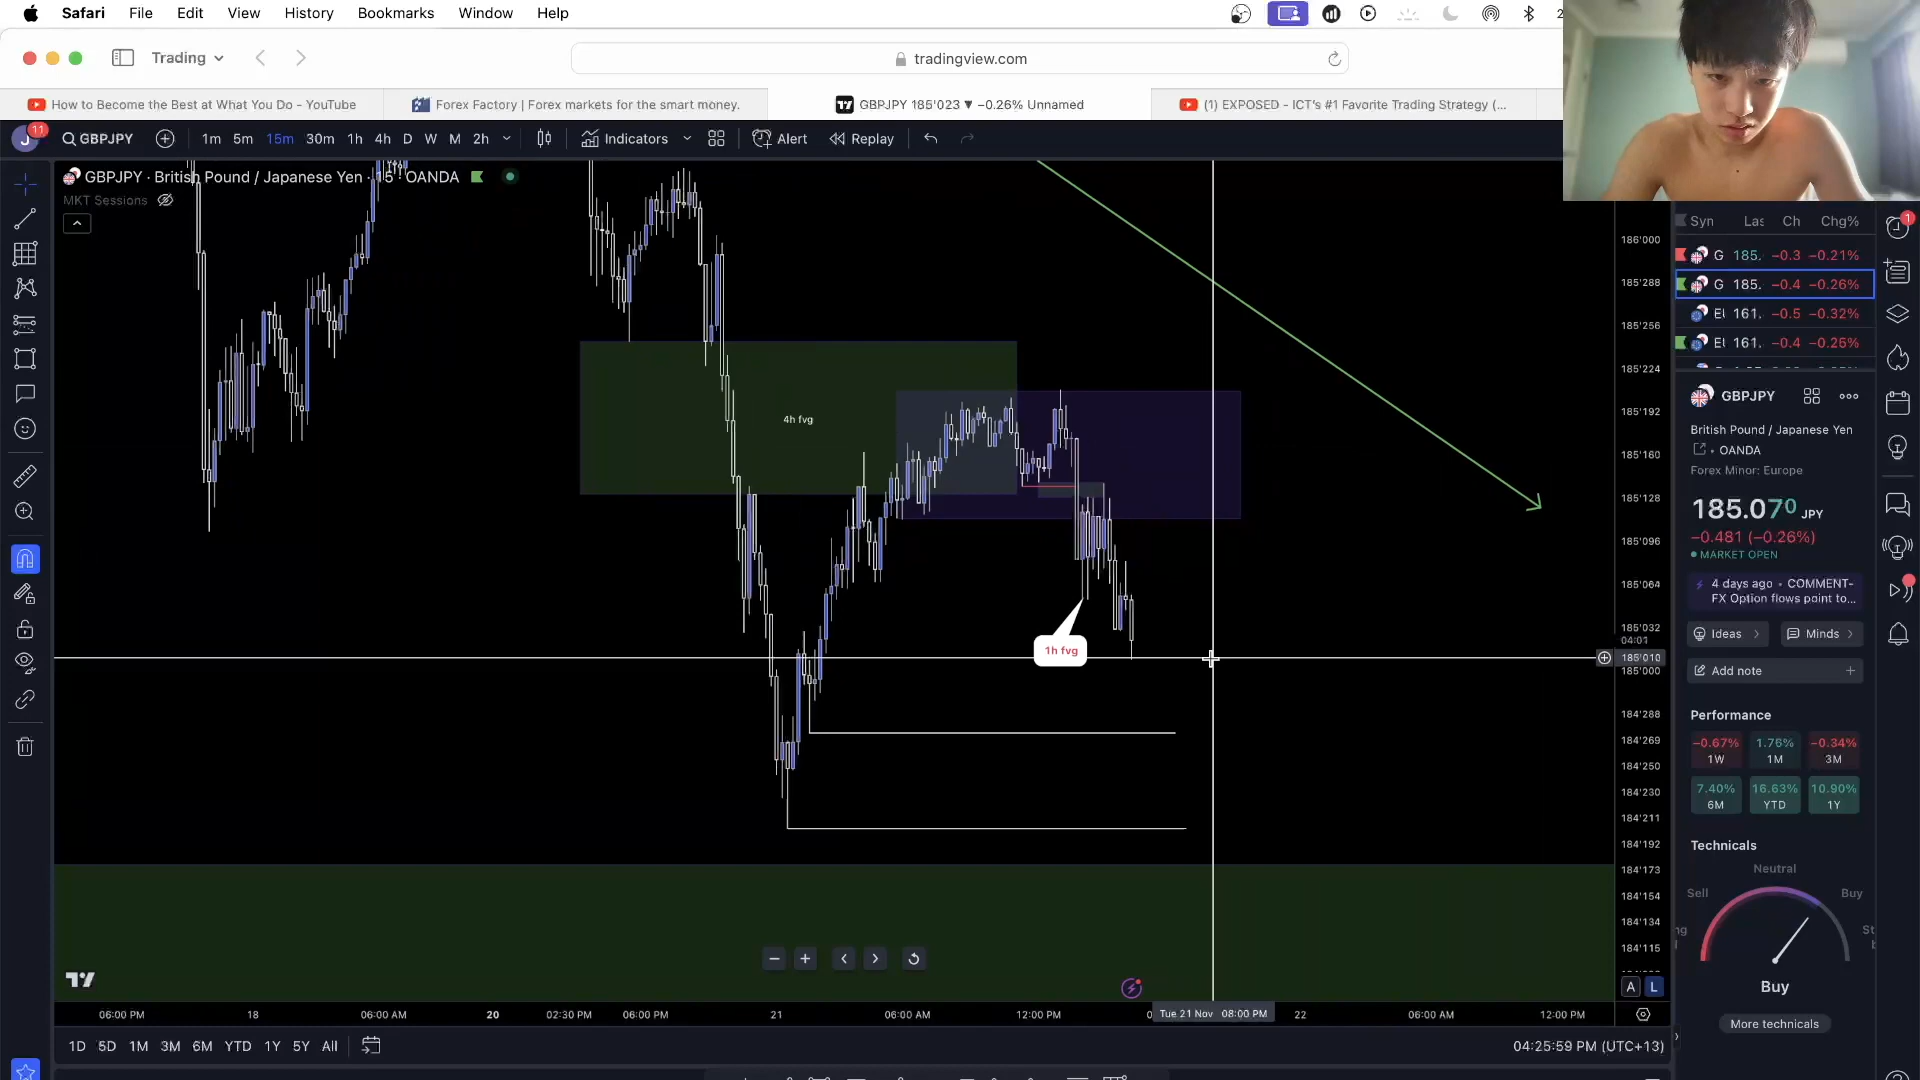 Safari File Edit View History Bookmarks Window Help
Trading
tradingview.com
How to Become the Best at What You Do - YouTube
Forex Factory | Forex markets for the smart money.
GBPJPY 185'023 ▼ −0.26% Unnamed
(1) EXPOSED - ICT's #1 Favorite Trading Strategy (...
J 11 GBPJPY 1m 5m 15m 30m 1h 4h D W M 2h Indicators Alert Replay
GBPJPY · British Pound / Japanese Yen · 15 · OANDA
MKT Sessions
4h fvg
1h fvg
186'000
185'288
185'256
185'224
185'192
185'160
185'128
185'096
185'064
185'032
04:01
185'010
185'000
184'288
184'269
184'250
184'230
184'211
184'192
184'173
184'154
184'134
184'115
A L
06:00 PM 18 06:00 AM 20 02:30 PM 06:00 PM 21 06:00 AM 12:00 PM Tue 21 Nov 08:00 PM 22 06:00 AM 12:00 PM
1D 5D 1M 3M 6M YTD 1Y 5Y All
04:25:59 PM (UTC+13)
Syn Las Ch Chg%
G 185. −0.3 −0.21%
G 185. −0.4 −0.26%
161. −0.5 −0.32%
161. −0.4 −0.26%
GBPJPY
British Pound / Japanese Yen
OANDA
Forex Minor: Europe
185.070 JPY
−0.481 (−0.26%)
MARKET OPEN
4 days ago • COMMENT-
FX Option flows point to...
Ideas Minds
Add note
Performance
−0.67% 1.76% −0.34%
1W 1M 3M
7.40% 16.63% 10.90%
6M YTD 1Y
Technicals
Neutral
Sell Buy
Buy
More technicals